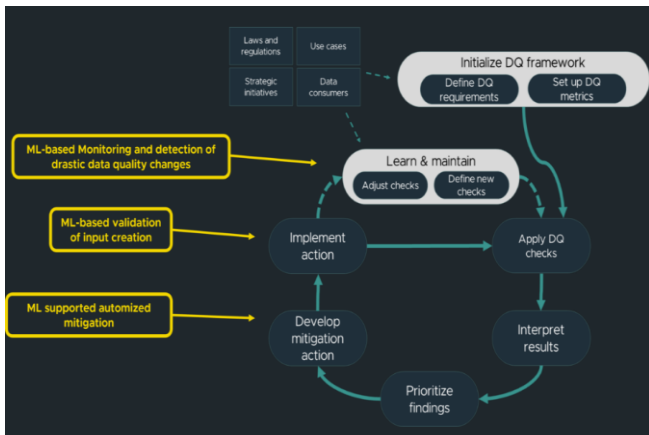 Laws and
regulations
Use cases
Strategic
initiatives
Data
consumers
Initialize DQ framework
Define DQ
requirements
Set up DQ
metrics
ML-based Monitoring and detection of
drastic data quality changes
Learn & maintain
Adjust checks
Define new
checks
ML-based validation
of input creation
Implement
action
Apply DQ
checks
ML supported automized
mitigation
Develop
mitigation
action
Interpret
results
Prioritize
findings